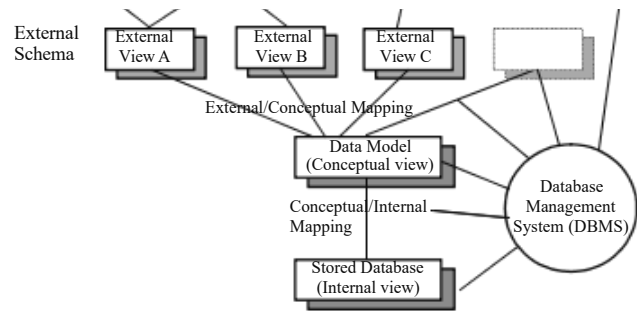 External
Schema
External
View A
External
View B
External
View C
External/Conceptual Mapping
Data Model
(Conceptual view)
Conceptual/Internal
Mapping
Database
Management
System (DBMS)
Stored Database
(Internal view)